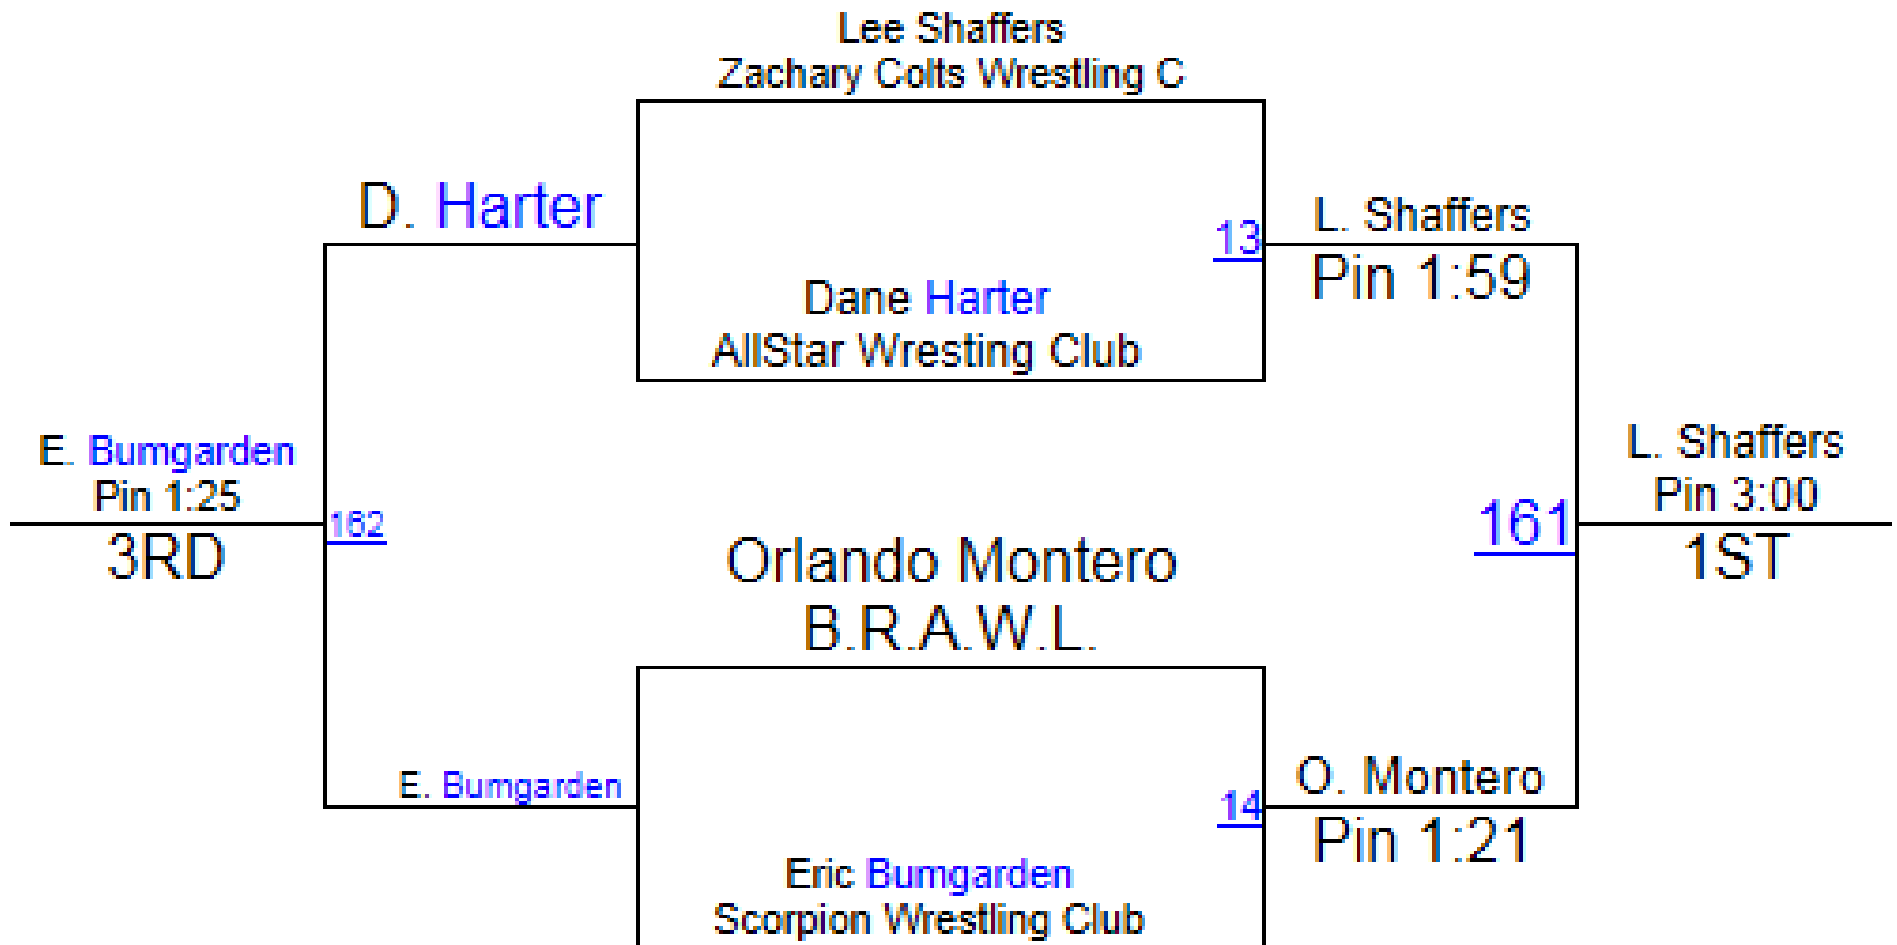 Lee Shaffers
Zachary Colts Wrestling C
D. Harter
13
L. Shaffers
Pin 1:59
Dane Harter
AllStar Wresting Club
E. Bumgarden
Pin 1:25
3RD
162
L. Shaffers
Pin 3:00
1ST
161
Orlando Montero
B.R.A.W.L.
E. Bumgarden
14
O. Montero
Pin 1:21
Eric Bumgarden
Scorpion Wrestling Club